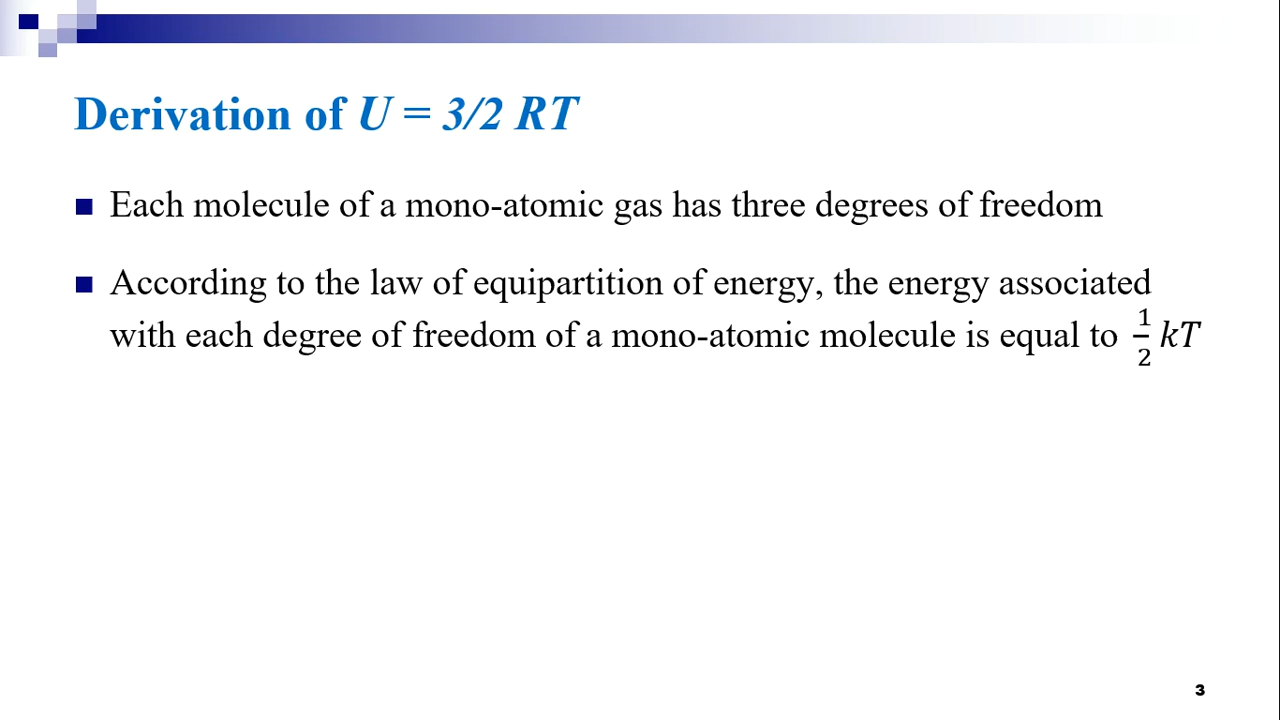 Derivation of U = 3/2 RT
Each molecule of a mono-atomic gas has three degrees of freedom
According to the law of equipartition of energy, the energy associated
with each degree of freedom of a mono-atomic molecule is equal to 1/2 kT
3